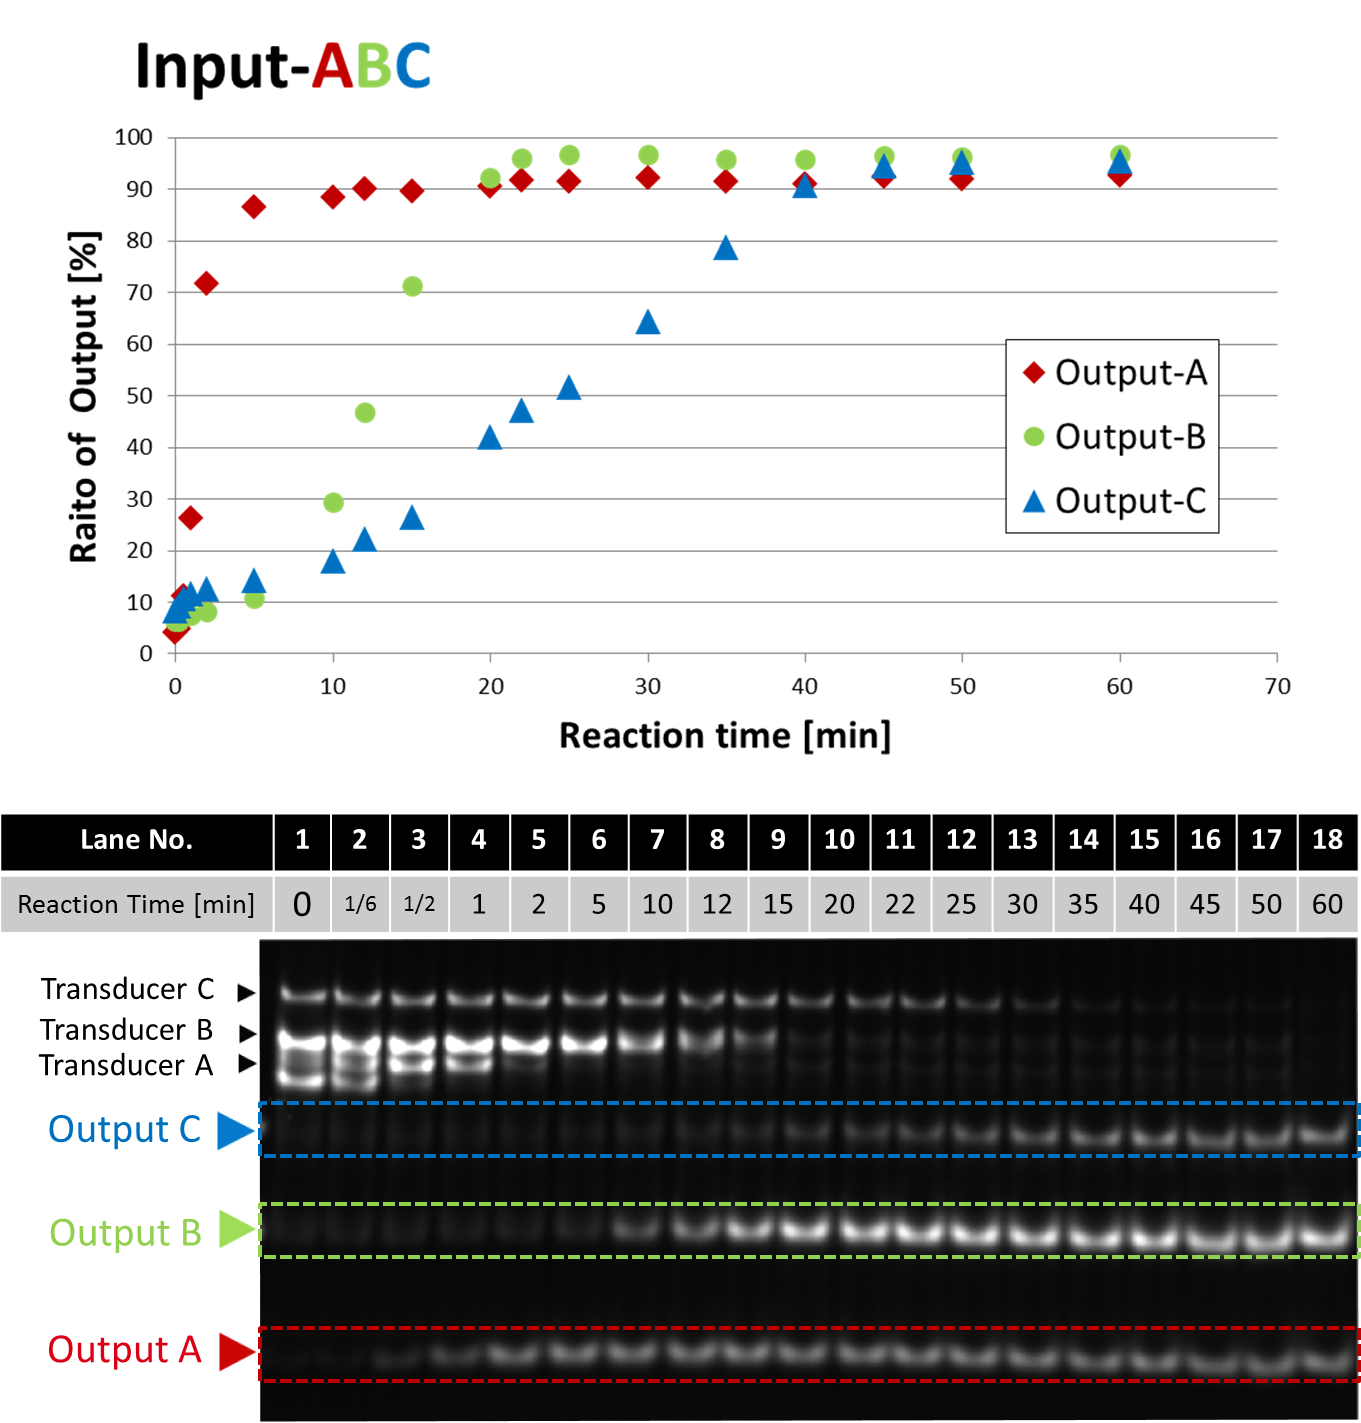 Input-ABC
100
90
80
70
60
50
40
30
20
10
0
Raito of Output [%]
Output-A
Output-B
Output-C
0 10 20 30 40 50 60 70
Reaction time [min]
Lane No. 1 2 3 4 5 6 7 8 9 10 11 12 13 14 15 16 17 18
Reaction Time [min] 0 1/6 1/2 1 2 5 10 12 15 20 22 25 30 35 40 45 50 60
Transducer C
Transducer B
Transducer A
Output C
Output B
Output A